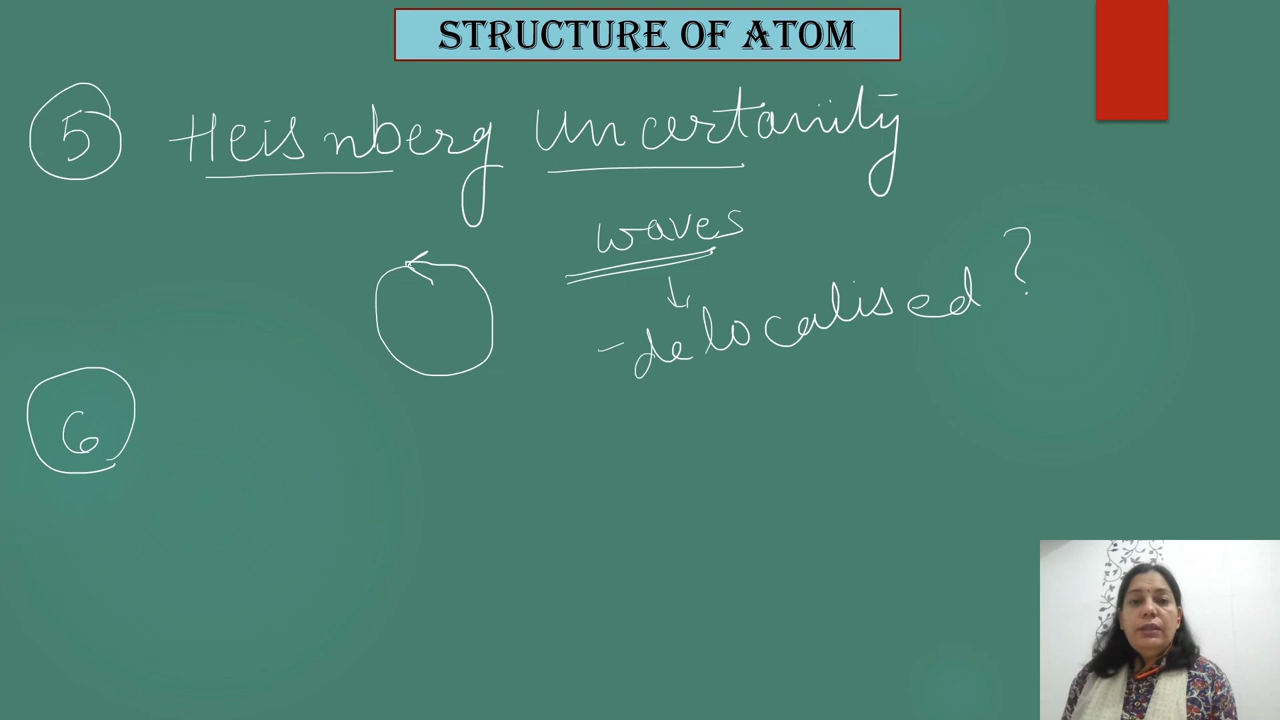 STRUCTURE OF ATOM
5 Heisnberg Uncertainity
waves
↓
- delocalised ?
6